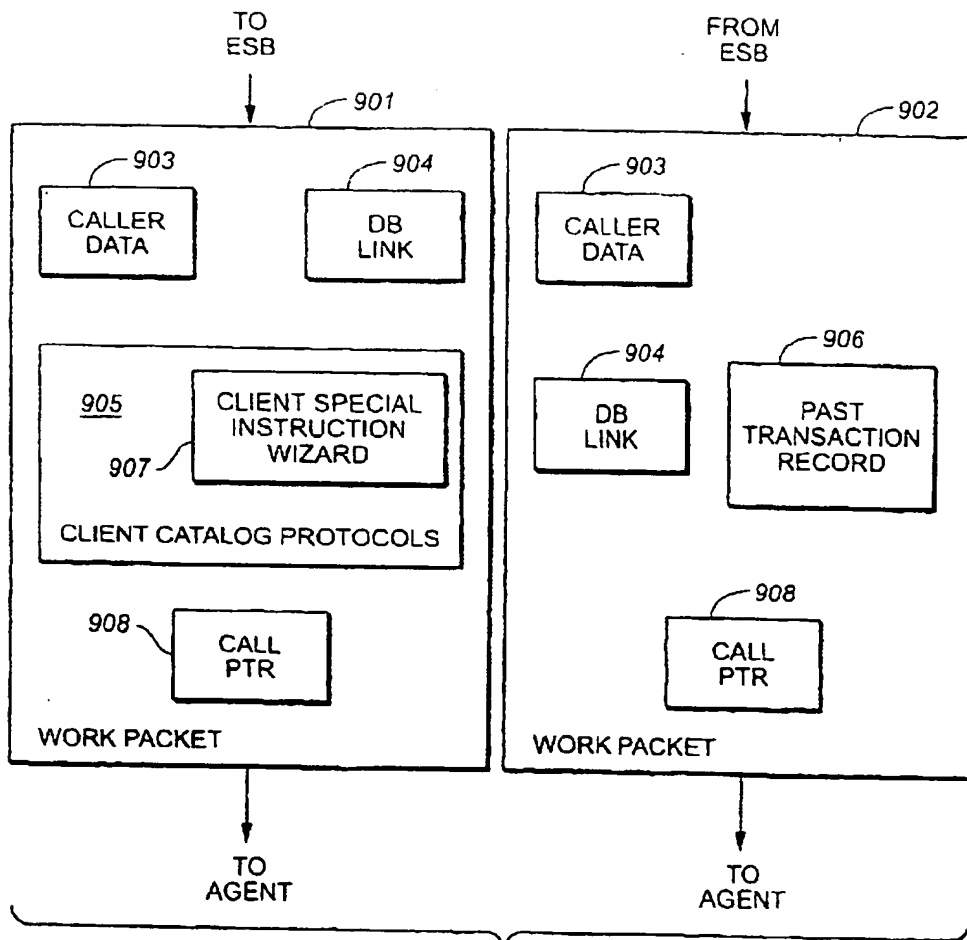 TO
ESB
901
903
904
CALLER
DATA
DB
LINK
905
CLIENT SPECIAL
INSTRUCTION
WIZARD
907
CLIENT CATALOG PROTOCOLS
908
CALL
PTR
WORK PACKET
TO
AGENT
FROM
ESB
902
903
CALLER
DATA
904
906
DB
LINK
PAST
TRANSACTION
RECORD
908
CALL
PTR
WORK PACKET
TO
AGENT